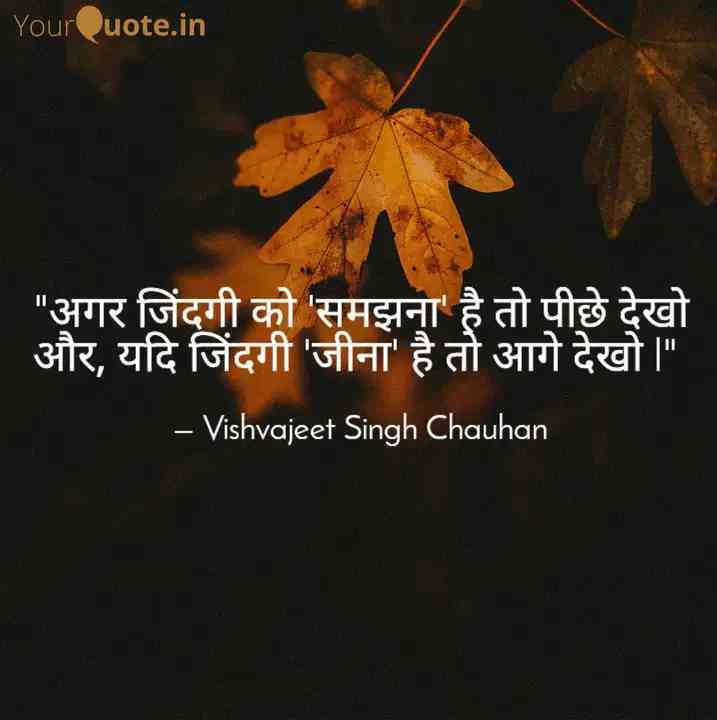 YourQuote.in
"अगर जिंदगी को 'समझना' है तो पीछे देखो
और, यदि जिंदगी 'जीना' है तो आगे देखो |"
– Vishvajeet Singh Chauhan